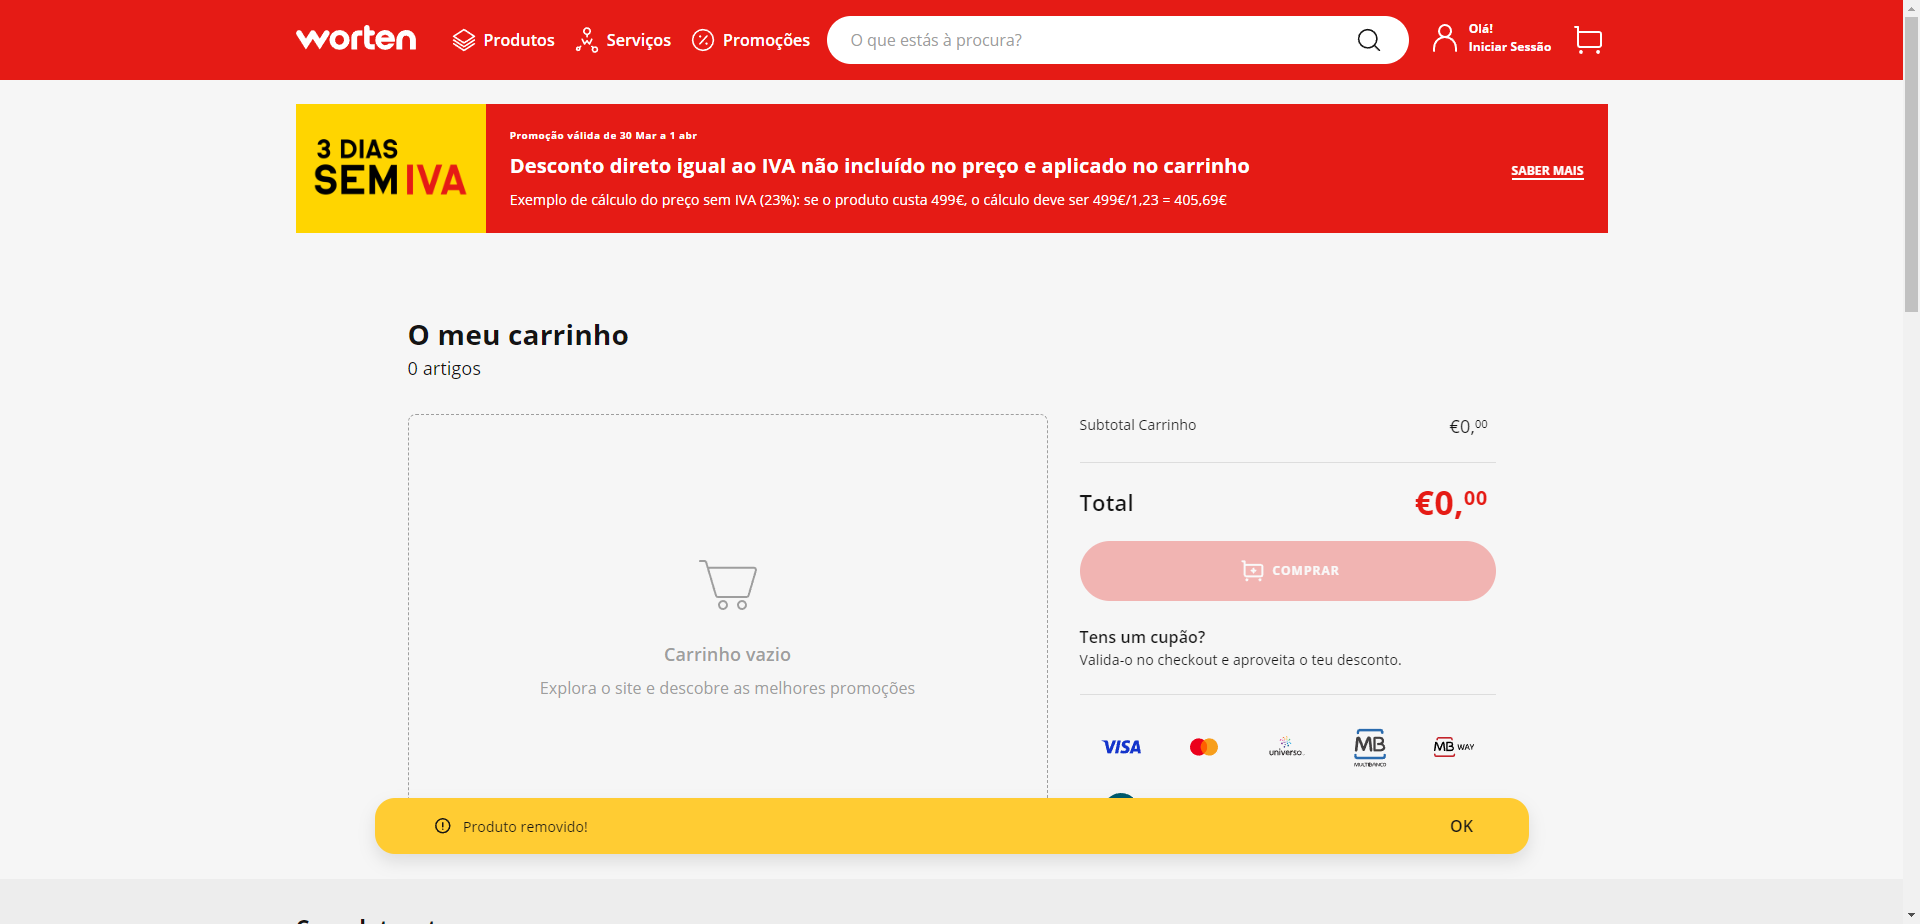 worten
Produtos
Serviços
Promoções
O que estás à procura?
Olá!
Iniciar Sessão
3 DIAS
SEM IVA
Promoção válida de 30 Mar a 1 abr
Desconto direto igual ao IVA não incluído no preço e aplicado no carrinho
Exemplo de cálculo do preço sem IVA (23%): se o produto custa 499€, o cálculo deve ser 499€/1,23 = 405,69€
SABER MAIS
O meu carrinho
0 artigos
Carrinho vazio
Explora o site e descobre as melhores promoções
Subtotal Carrinho
€0,00
Total
€0,00
COMPRAR
Tens um cupão?
Valida-o no checkout e aproveita o teu desconto.
VISA
universo
MB
MULTIBANCO
MB WAY
Produto removido!
OK